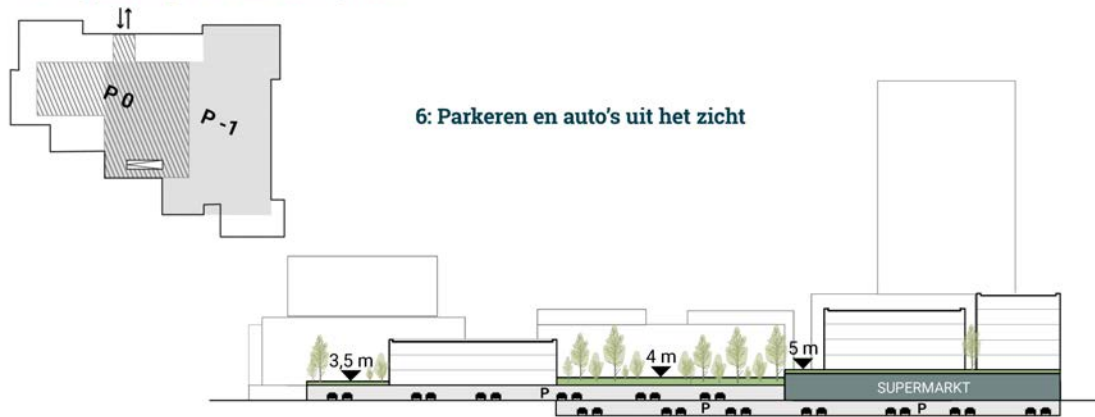 P 0
P -1
6: Parkeren en auto's uit het zicht
3,5 m
4 m
5 m
SUPERMARKT
P
P
P